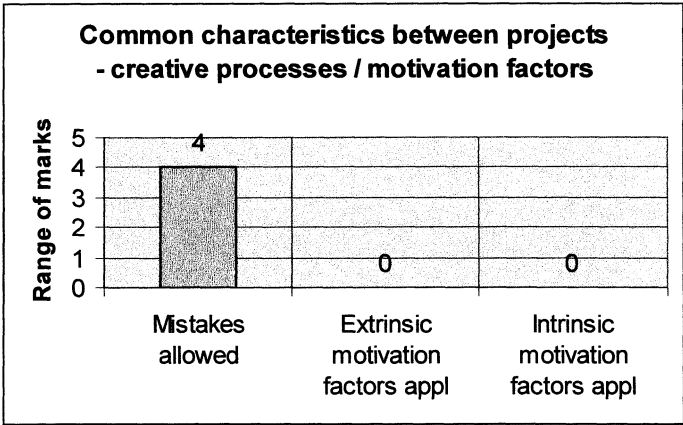 Common characteristics between projects
- creative processes / motivation factors
Range of marks
5
4
3
2
1
0
4
0
0
Mistakes
allowed
Extrinsic
motivation
factors appl
Intrinsic
motivation
factors appl